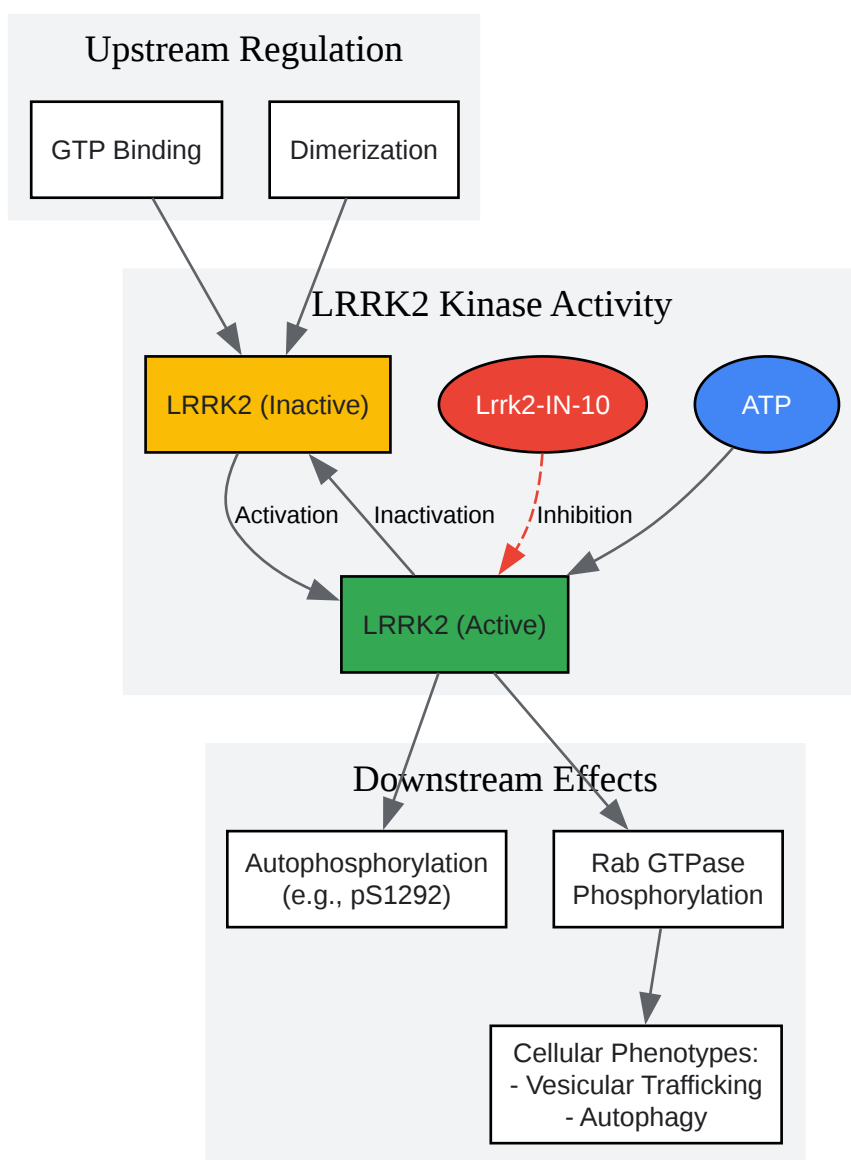 Upstream Regulation
GTP Binding
Dimerization
LRRK2 Kinase Activity
LRRK2 (Inactive)
Lrrk2-IN-10
ATP
Activation
Inactivation
Inhibition
LRRK2 (Active)
Downstream Effects
Autophosphorylation
(e.g., pS1292)
Rab GTPase
Phosphorylation
Cellular Phenotypes:
- Vesicular Trafficking
- Autophagy